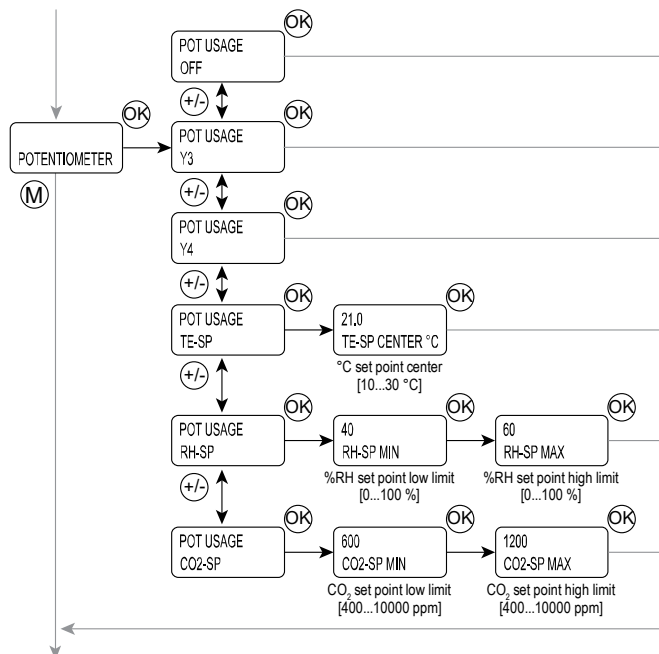 OK
POT USAGE
OFF
+/-
OK
OK
POTENTIOMETER
POT USAGE
Y3
M
+/-
OK
POT USAGE
Y4
+/-
OK
OK
POT USAGE
TE-SP
21.0
TE-SP CENTER °C
°C set point center
[10...30 °C]
+/-
OK
OK
OK
POT USAGE
RH-SP
40
RH-SP MIN
60
RH-SP MAX
%RH set point low limit
[0...100 %]
%RH set point high limit
[0...100 %]
+/-
OK
OK
OK
POT USAGE
CO2-SP
600
CO2-SP MIN
1200
CO2-SP MAX
CO₂ set point low limit
[400...10000 ppm]
CO₂ set point high limit
[400...10000 ppm]